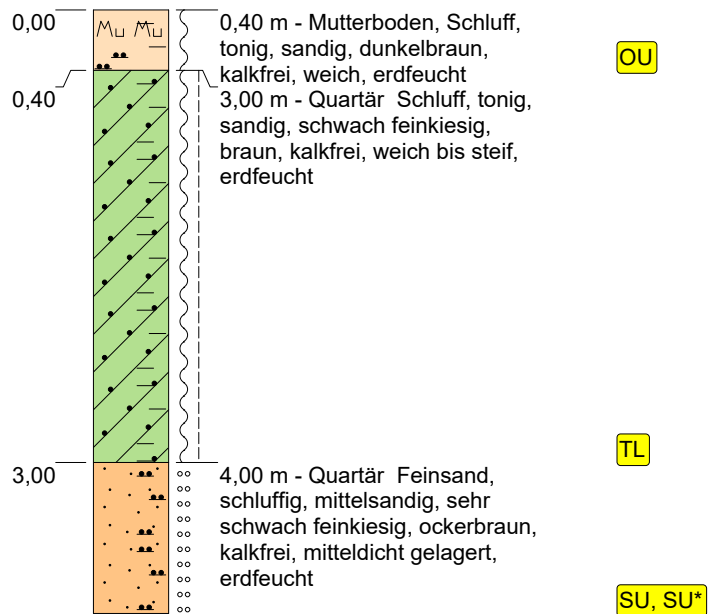 0,00
Mu Mu
0,40 m - Mutterboden, Schluff,
tonig, sandig, dunkelbraun,
kalkfrei, weich, erdfeucht
OU
0,40
3,00 m - Quartär  Schluff, tonig,
sandig, schwach feinkiesig,
braun, kalkfrei, weich bis steif,
erdfeucht
TL
3,00
4,00 m - Quartär  Feinsand,
schluffig, mittelsandig, sehr
schwach feinkiesig, ockerbraun,
kalkfrei, mitteldicht gelagert,
erdfeucht
SU, SU*